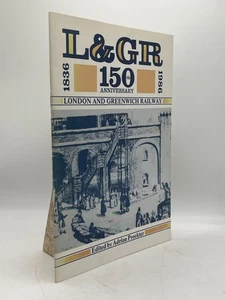 L&GR
1836
150
1986
ANNIVERSARY
LONDON AND GREENWICH RAILWAY
Edited by Adrian Prockter